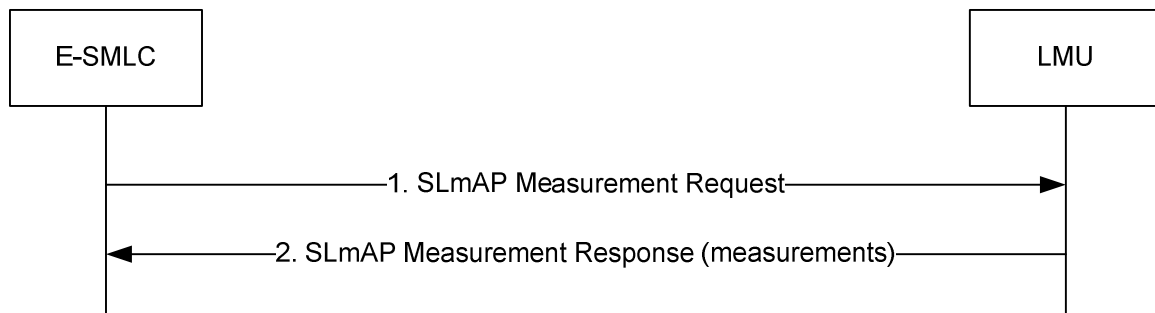 E-SMLC
LMU
1. SLmAP Measurement Request
2. SLmAP Measurement Response (measurements)